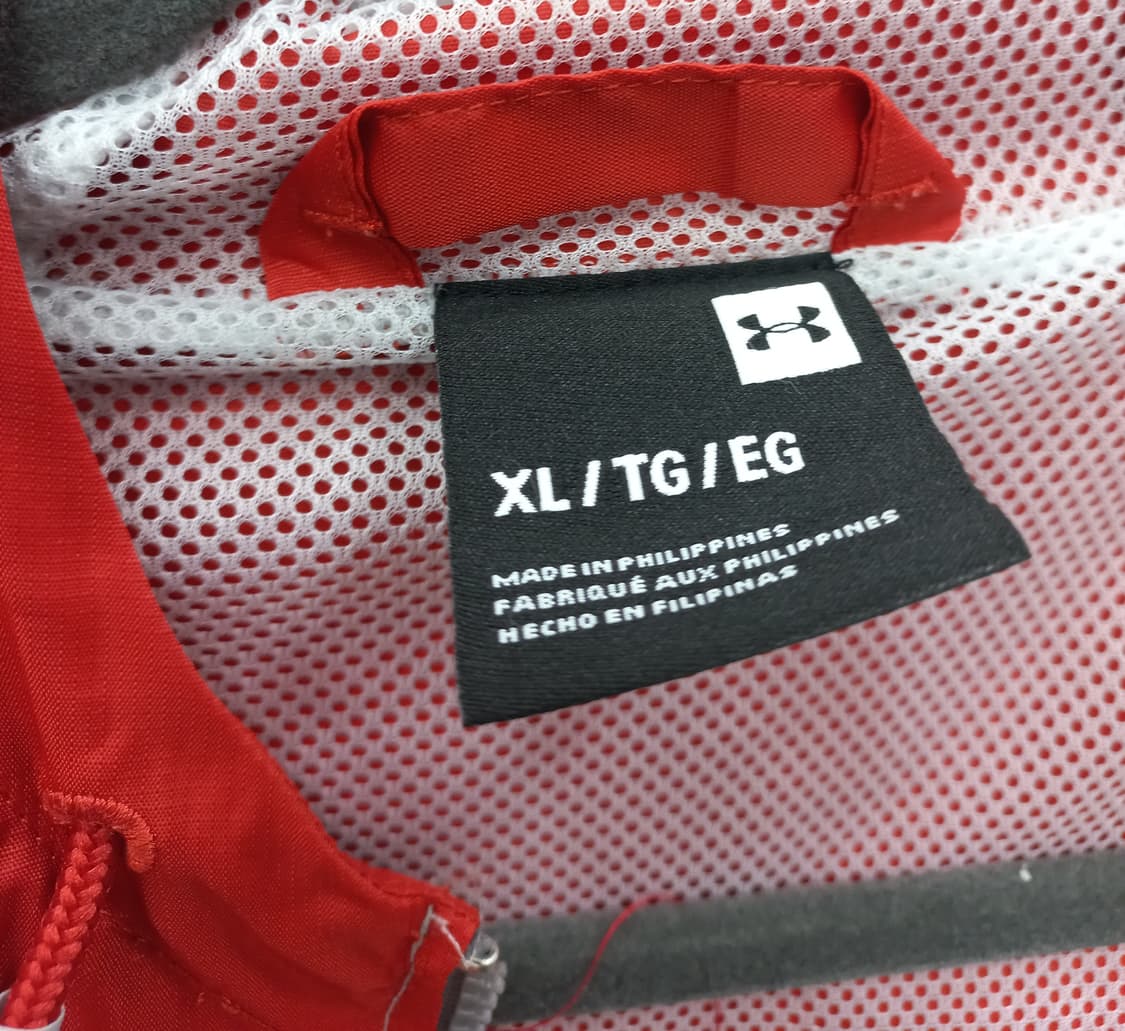 XL / TG / EG
MADE IN PHILIPPINES
FABRIQUÉ AUX PHILIPPINES
HECHO EN FILIPINAS